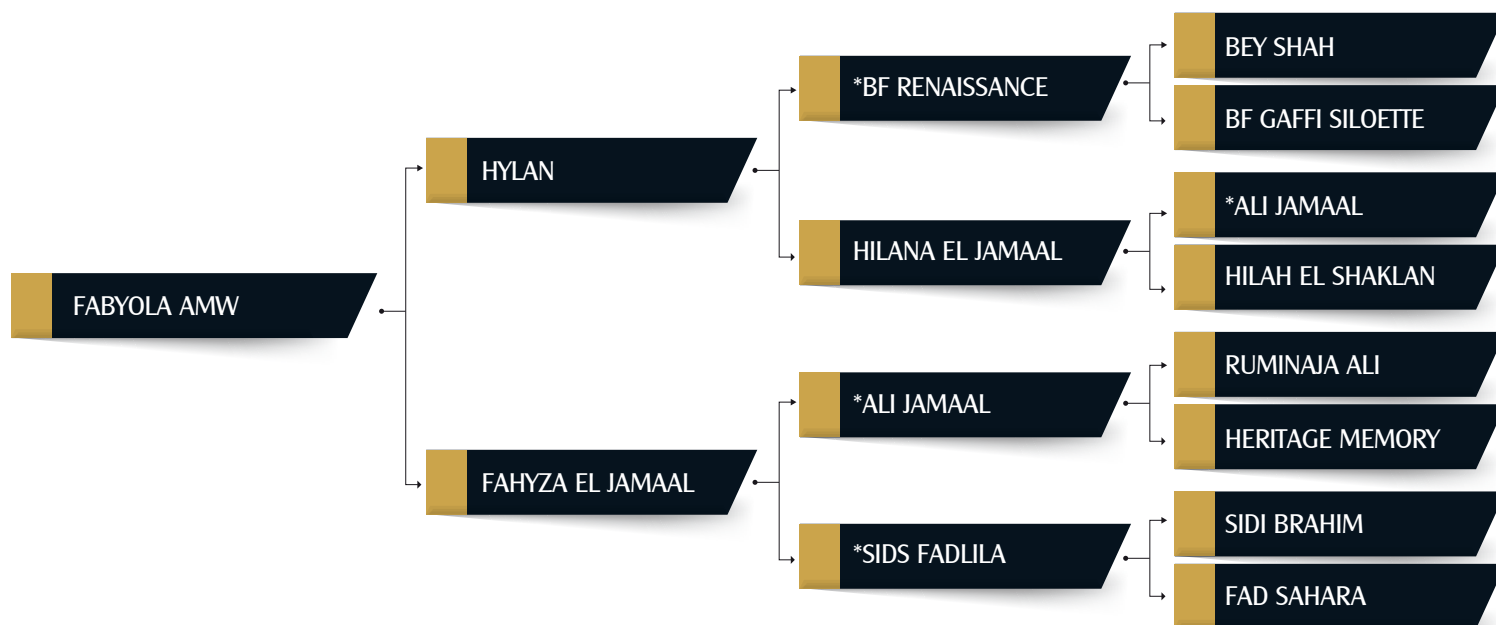 FABYOLA AMW
HYLAN
FAHYZA EL JAMAAL
*BF RENAISSANCE
HILANA EL JAMAAL
*ALI JAMAAL
*SIDS FADLILA
BEY SHAH
BF GAFFI SILOETTE
*ALI JAMAAL
HILAH EL SHAKLAN
RUMINAJA ALI
HERITAGE MEMORY
SIDI BRAHIM
FAD SAHARA